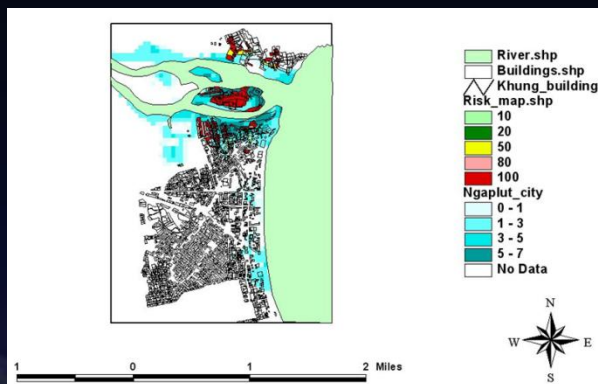 River.shp
Buildings.shp
Khung_building
Risk_map.shp
10
20
50
80
100
Ngaplut_city
0 - 1
1 - 3
3 - 5
5 - 7
No Data
N
W E
S
1 0 1 2 Miles